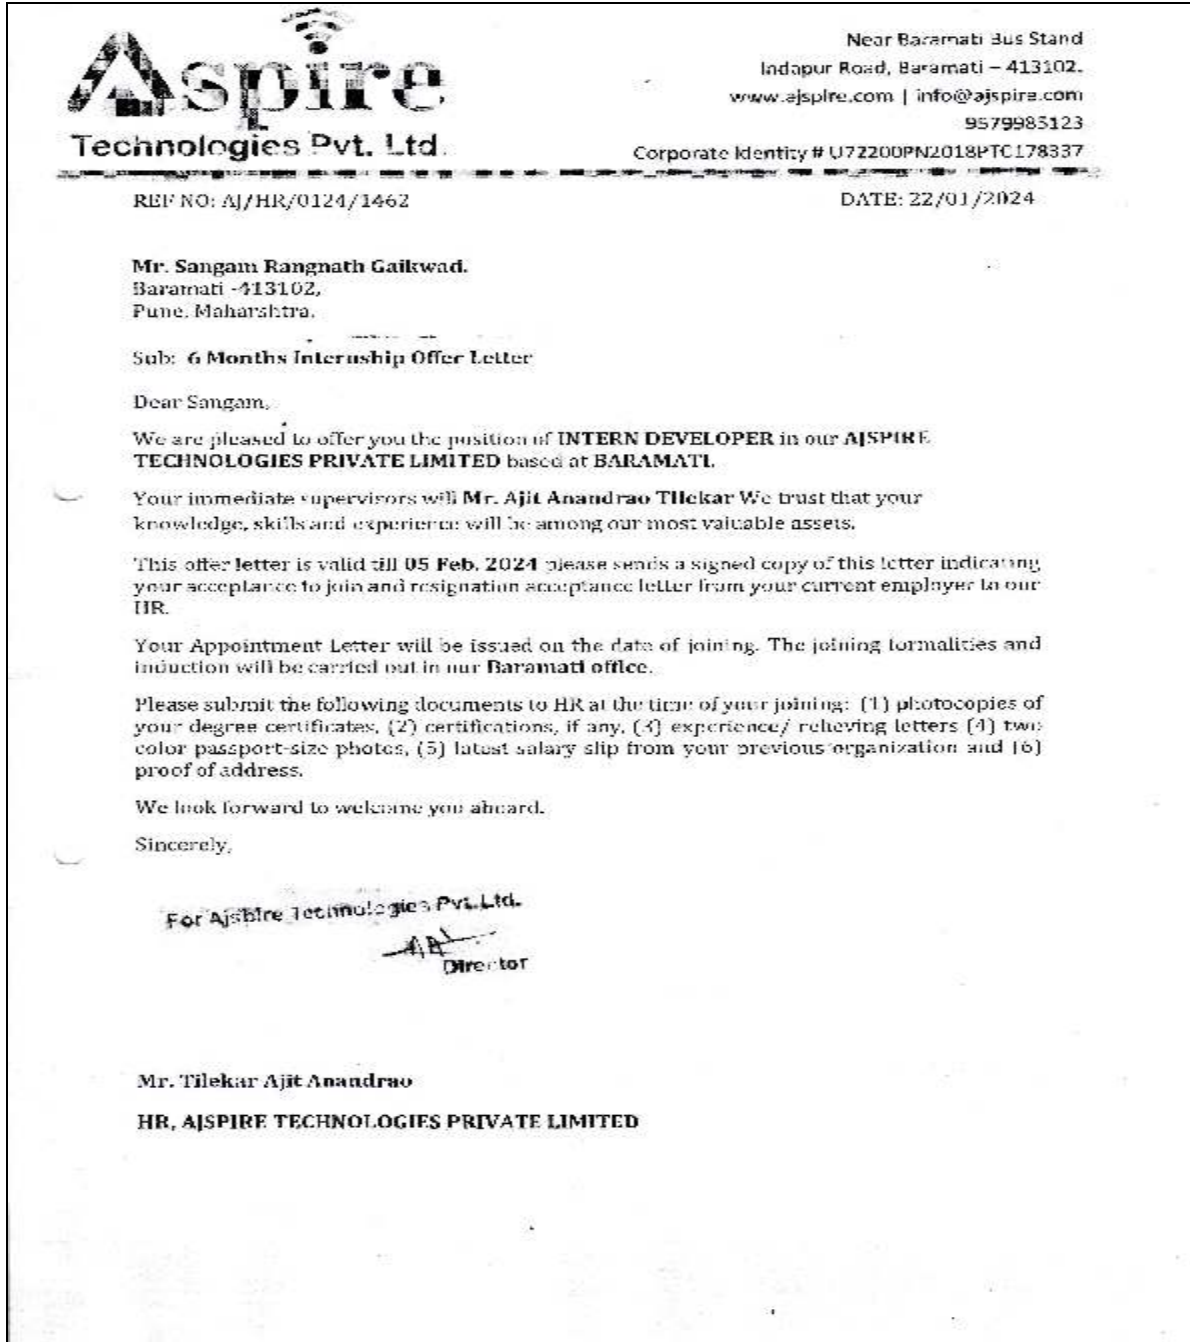 Aspire
Technologies Pvt. Ltd.
Near Baramati Bus Stand
Indapur Road, Baramati – 413102.
www.ajspire.com | info@ajspire.com
9579985123
Corporate Identity # U72200PN2018PTC178337
REF NO: AJ/HR/0124/1462
DATE: 22/01/2024
Mr. Sangam Rangnath Gaikwad.
Baramati -413102,
Pune, Maharshtra.
Sub: 6 Months Internship Offer Letter
Dear Sangam,
We are pleased to offer you the position of INTERN DEVELOPER in our AJSPIRE
TECHNOLOGIES PRIVATE LIMITED based at BARAMATI.
Your immediate supervisors will Mr. Ajit Anandrao Tilekar We trust that your
knowledge, skills and experience will be among our most valuable assets.
This offer letter is valid till 05 Feb. 2024 please sends a signed copy of this letter indicating
your acceptance to join and resignation acceptance letter from your current employer to our
HR.
Your Appointment Letter will be issued on the date of joining. The joining formalities and
induction will be carried out in our Baramati office.
Please submit the following documents to HR at the time of your joining: (1) photocopies of
your degree certificates, (2) certifications, if any, (3) experience/ relieving letters (4) two
color passport-size photos, (5) latest salary slip from your previous organization and (6)
proof of address.
We look forward to welcome you aboard.
Sincerely,
For Ajspire Technologies Pvt.Ltd.
Director
Mr. Tilekar Ajit Anandrao
HR, AJSPIRE TECHNOLOGIES PRIVATE LIMITED